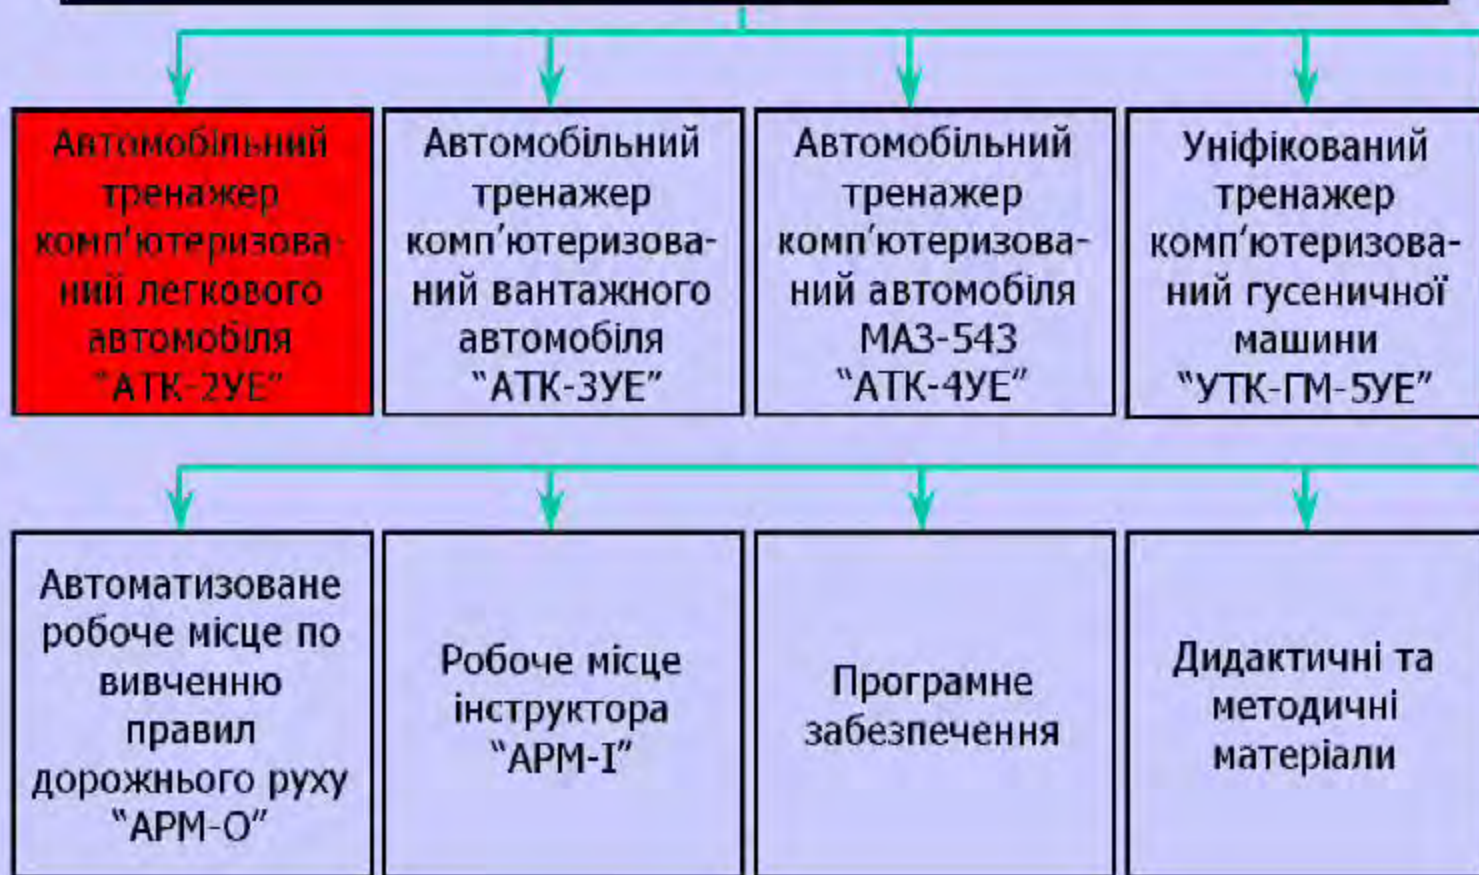 Автомобільний
тренажер
комп'ютеризова-
ний легкового
автомобіля
"АТК-2УЕ"
Автомобільний
тренажер
комп'ютеризова-
ний вантажного
автомобіля
"АТК-3УЕ"
Автомобільний
тренажер
комп'ютеризова-
ний автомобіля
МАЗ-543
"АТК-4УЕ"
Уніфікований
тренажер
комп'ютеризова-
ний гусеничної
машини
"УТК-ГМ-5УЕ"
Автоматизоване
робоче місце по
вивченню
правил
дорожнього руху
"АРМ-О"
Робоче місце
інструктора
"АРМ-І"
Програмне
забезпечення
Дидактичні та
методичні
матеріали